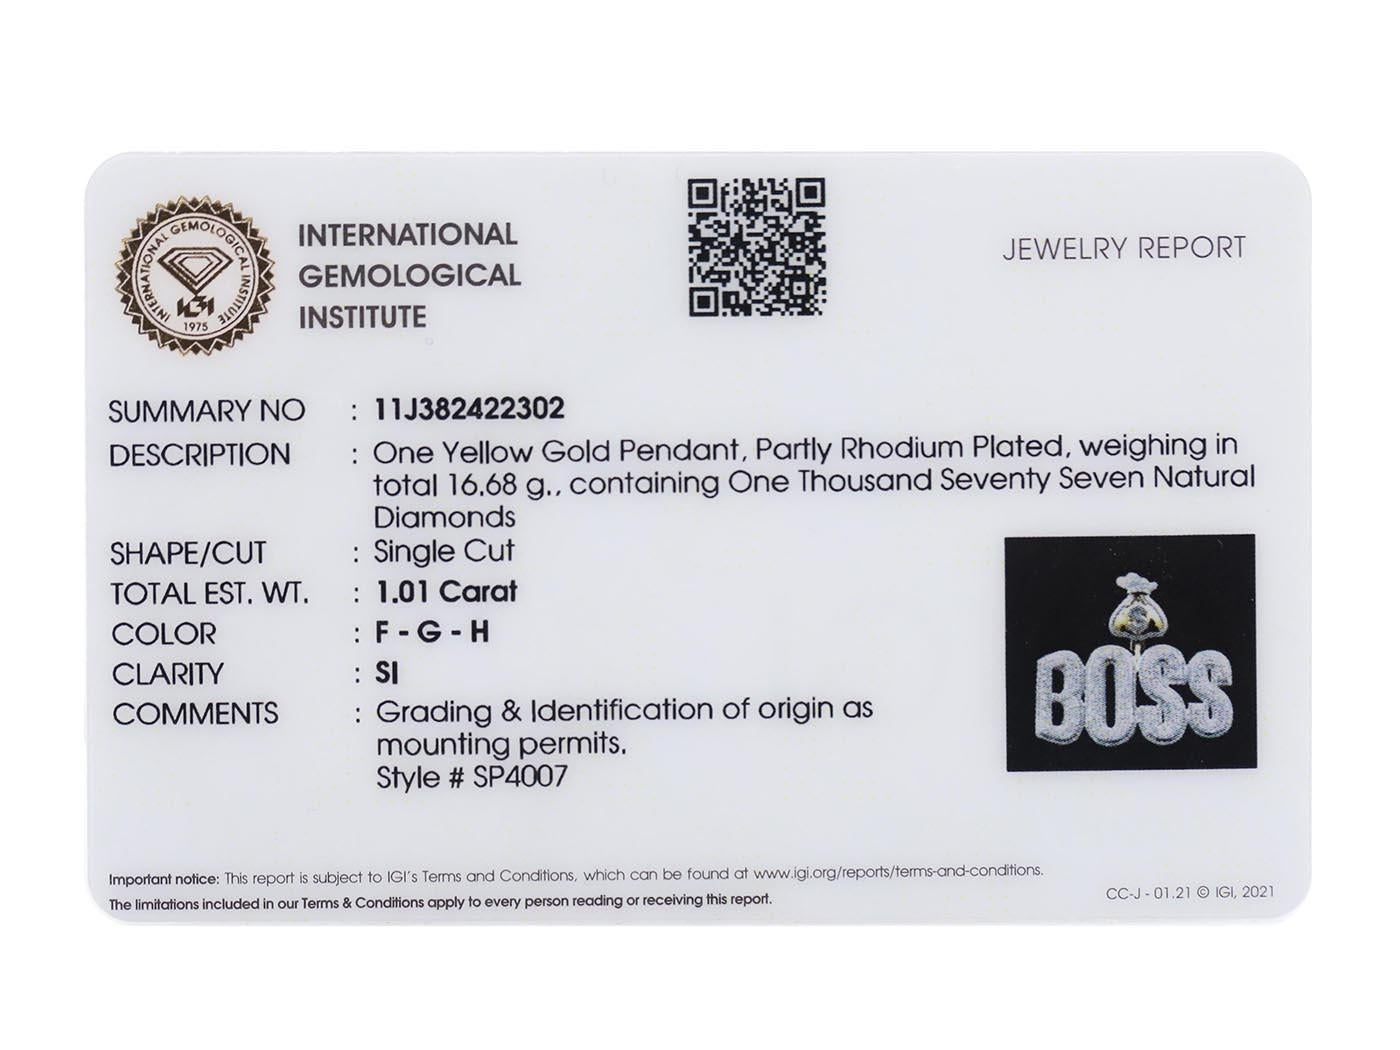 INTERNATIONAL GEMOLOGICAL INSTITUTE
IGI
1975
INTERNATIONAL
GEMOLOGICAL
INSTITUTE
JEWELRY REPORT
SUMMARY NO : 11J382422302
DESCRIPTION : One Yellow Gold Pendant, Partly Rhodium Plated, weighing in
total 16.68 g., containing One Thousand Seventy Seven Natural
Diamonds
SHAPE/CUT : Single Cut
TOTAL EST. WT. : 1.01 Carat
COLOR : F - G - H
CLARITY : SI
COMMENTS : Grading & Identification of origin as
mounting permits.
Style # SP4007
$
BOSS
Important notice: This report is subject to IGI's Terms and Conditions, which can be found at www.igi.org/reports/terms-and-conditions.
The limitations included in our Terms & Conditions apply to every person reading or receiving this report.
CC-J - 01.21 © IGI, 2021